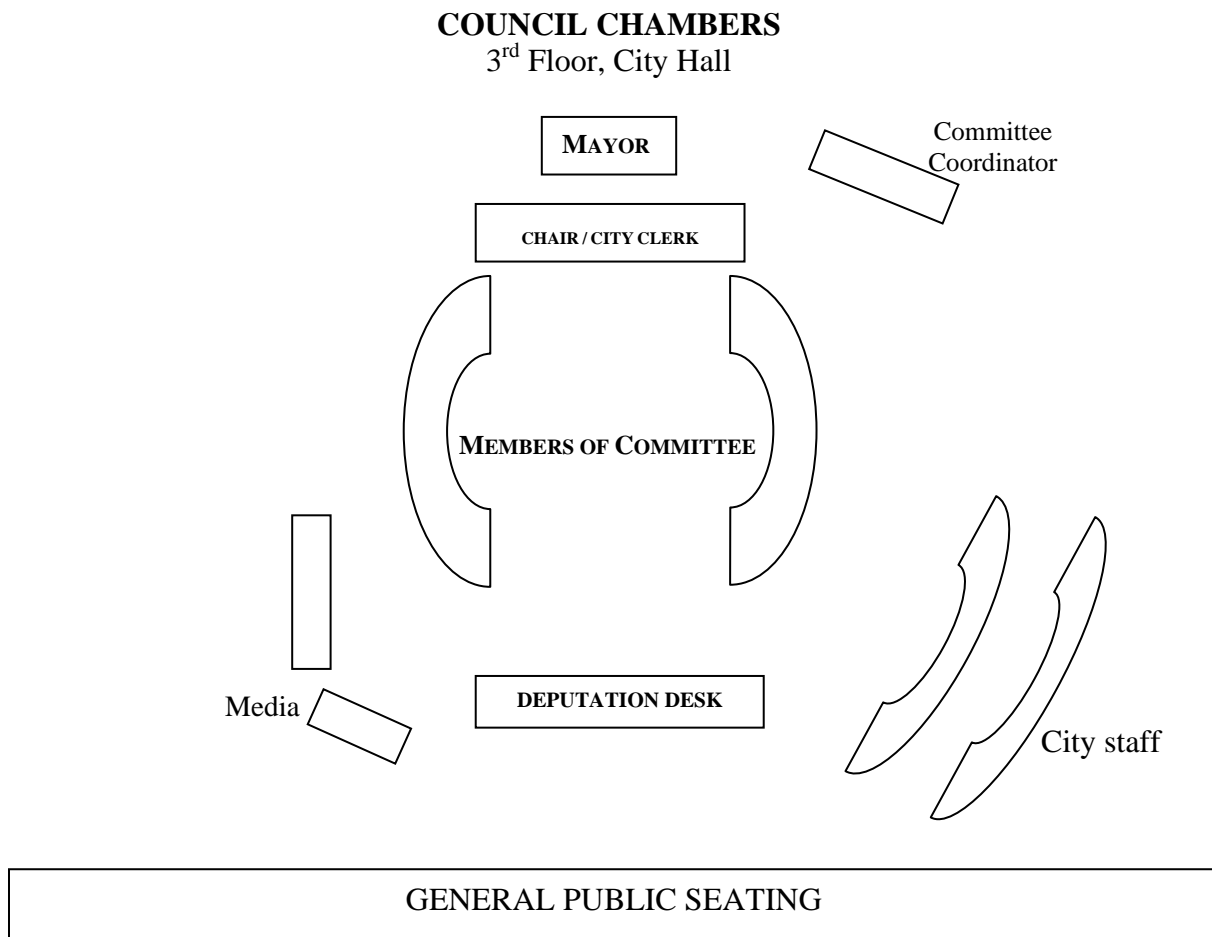 COUNCIL CHAMBERS
3rd Floor, City Hall
MAYOR
Committee
Coordinator
CHAIR / CITY CLERK
MEMBERS OF COMMITTEE
Media
DEPUTATION DESK
City staff
GENERAL PUBLIC SEATING